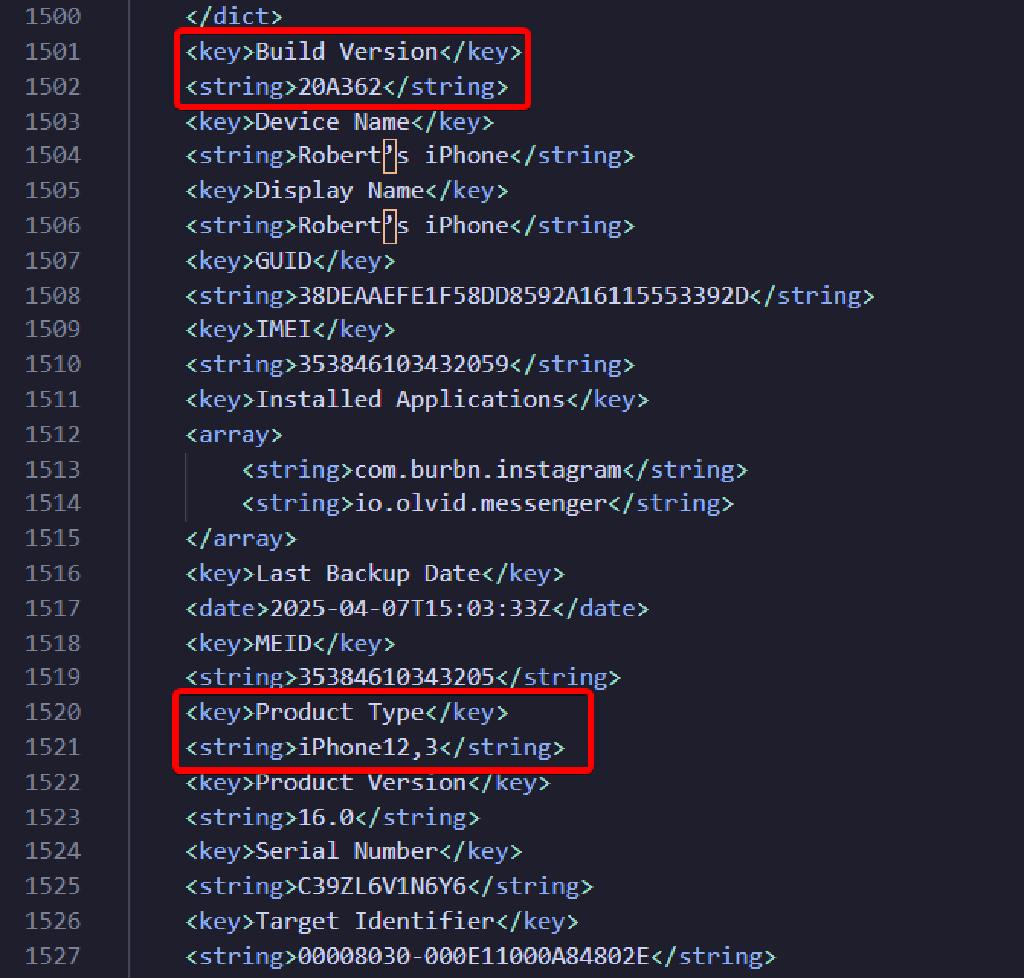 1500 </dict>
1501 <key>Build Version</key>
1502 <string>20A362</string>
1503 <key>Device Name</key>
1504 <string>Robert’s iPhone</string>
1505 <key>Display Name</key>
1506 <string>Robert’s iPhone</string>
1507 <key>GUID</key>
1508 <string>38DEAAEFE1F58DD8592A16115553392D</string>
1509 <key>IMEI</key>
1510 <string>353846103432059</string>
1511 <key>Installed Applications</key>
1512 <array>
1513 <string>com.burbn.instagram</string>
1514 <string>io.olvid.messenger</string>
1515 </array>
1516 <key>Last Backup Date</key>
1517 <date>2025-04-07T15:03:33Z</date>
1518 <key>MEID</key>
1519 <string>35384610343205</string>
1520 <key>Product Type</key>
1521 <string>iPhone12,3</string>
1522 <key>Product Version</key>
1523 <string>16.0</string>
1524 <key>Serial Number</key>
1525 <string>C39ZL6V1N6Y6</string>
1526 <key>Target Identifier</key>
1527 <string>00008030-000E11000A84802E</string>